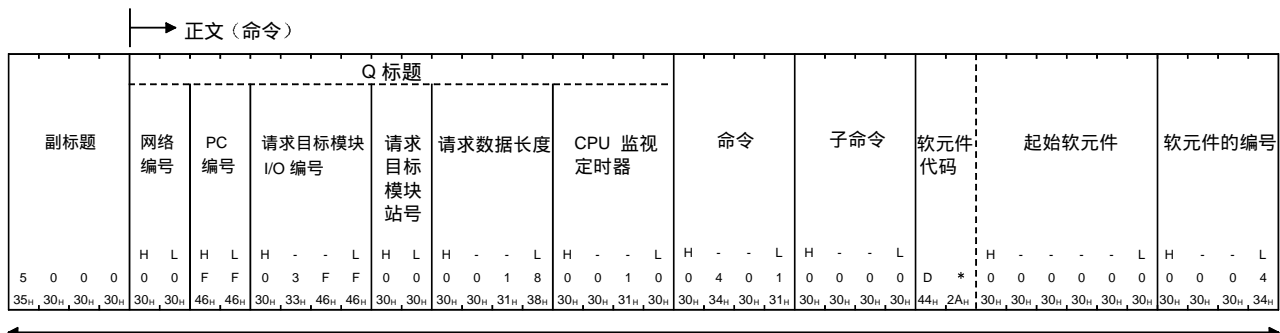 正文（命令）
Q 标题
副标题
网络
编号
PC
编号
请求目标模块
I/O 编号
请求
目标
模块
站号
请求数据长度
CPU 监视
定时器
命令
子命令
软元件
代码
起始软元件
软元件的编号
H L H L H - - L H L H - - L H - - L H - - L H - - L H - - - - L H - - L
5 0 0 0 0 0 F F 0 3 F F 0 0 0 0 1 8 0 0 1 0 0 4 0 1 0 0 0 0 D * 0 0 0 0 0 0 0 0 0 4
35H 30H 30H 30H 30H 30H 46H 46H 30H 33H 46H 46H 30H 30H 30H 30H 31H 38H 30H 30H 31H 30H 30H 34H 30H 31H 30H 30H 30H 30H 44H 2AH 30H 30H 30H 30H 30H 30H 30H 30H 30H 34H